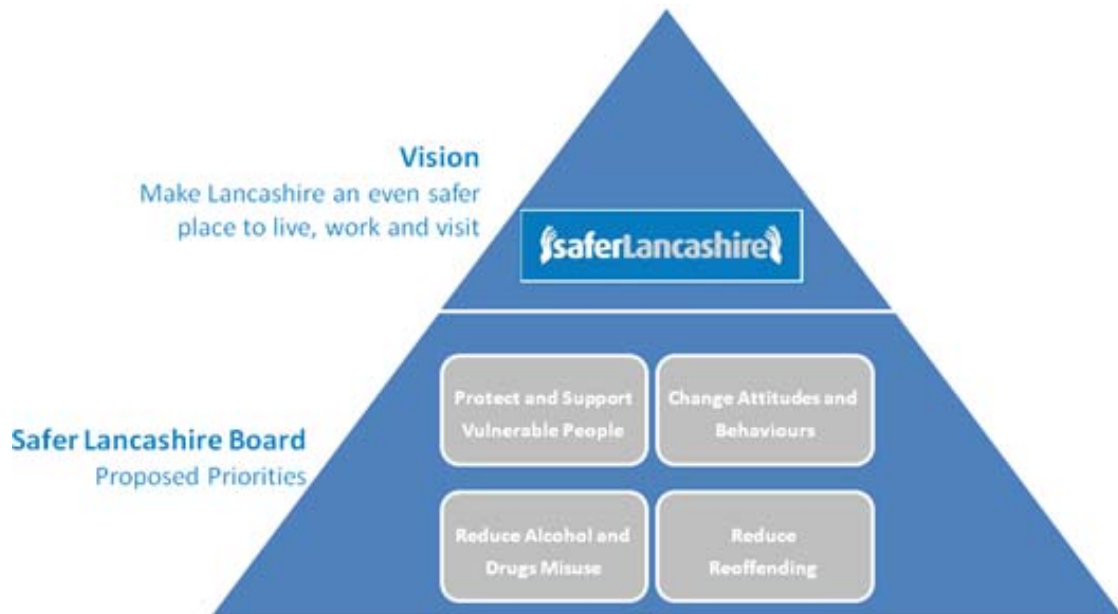 Vision
Make Lancashire an even safer
place to live, work and visit
saferLancashire
Safer Lancashire Board
Proposed Priorities
Protect and Support
Vulnerable People
Change Attitudes and
Behaviours
Reduce Alcohol and
Drugs Misuse
Reduce
Reoffending